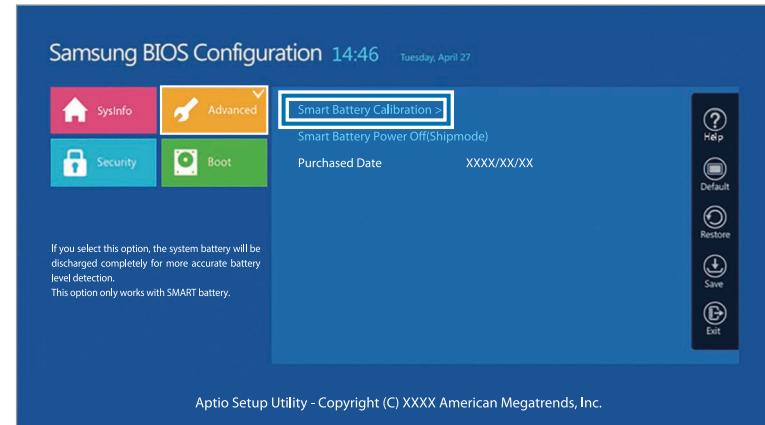 Samsung BIOS Configuration 14:46 Tuesday, April 27
SysInfo
Advanced
Security
Boot
If you select this option, the system battery will be
discharged completely for more accurate battery
level detection.
This option only works with SMART battery.
Smart Battery Calibration >
Smart Battery Power Off(Shipmode)
Purchased Date XXXX/XX/XX
Help
Default
Restore
Save
Exit
Aptio Setup Utility - Copyright (C) XXXX American Megatrends, Inc.